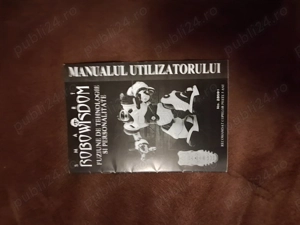 MANUALUL UTILIZATORULUI
ROBOWISDOM
FUZIUNE DE TEHNOLOGIE
SI PERSONALITATE
publi24.ro